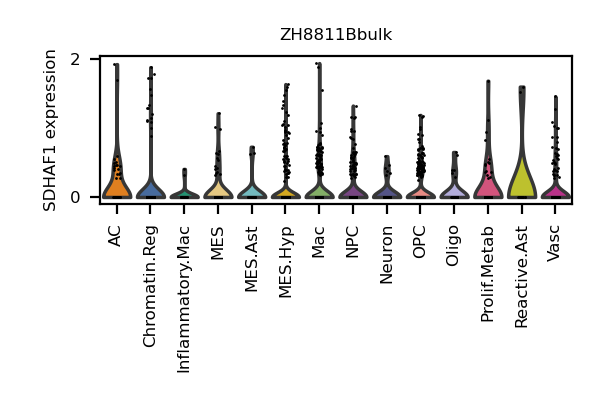 ZH8811Bbulk
SDHAF1 expression
2
0
AC
Chromatin.Reg
Inflammatory.Mac
MES
MES.Ast
MES.Hyp
Mac
NPC
Neuron
OPC
Oligo
Prolif.Metab
Reactive.Ast
Vasc